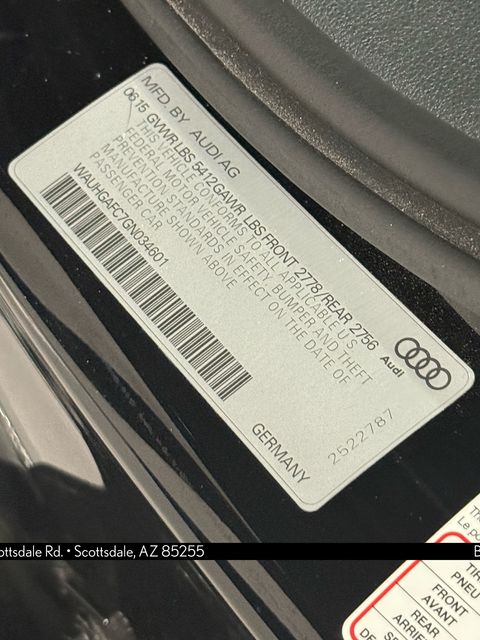 MFD. BY AUDI AG
06 15 GVWR LBS 5412 GAWR LBS FRONT 2778/REAR 2756
THIS VEHICLE CONFORMS TO ALL APPLICABLE U.S.
FEDERAL MOTOR VEHICLE SAFETY, BUMPER AND THEFT
PREVENTION STANDARDS IN EFFECT ON THE DATE OF
MANUFACTURE SHOWN ABOVE
PASSENGER CAR
WAUHGAFC7GN034601
Audi
2522787
GERMANY
ottsdale Rd. • Scottsdale, AZ 85255
B
Le
FRONT
AVANT
REAR